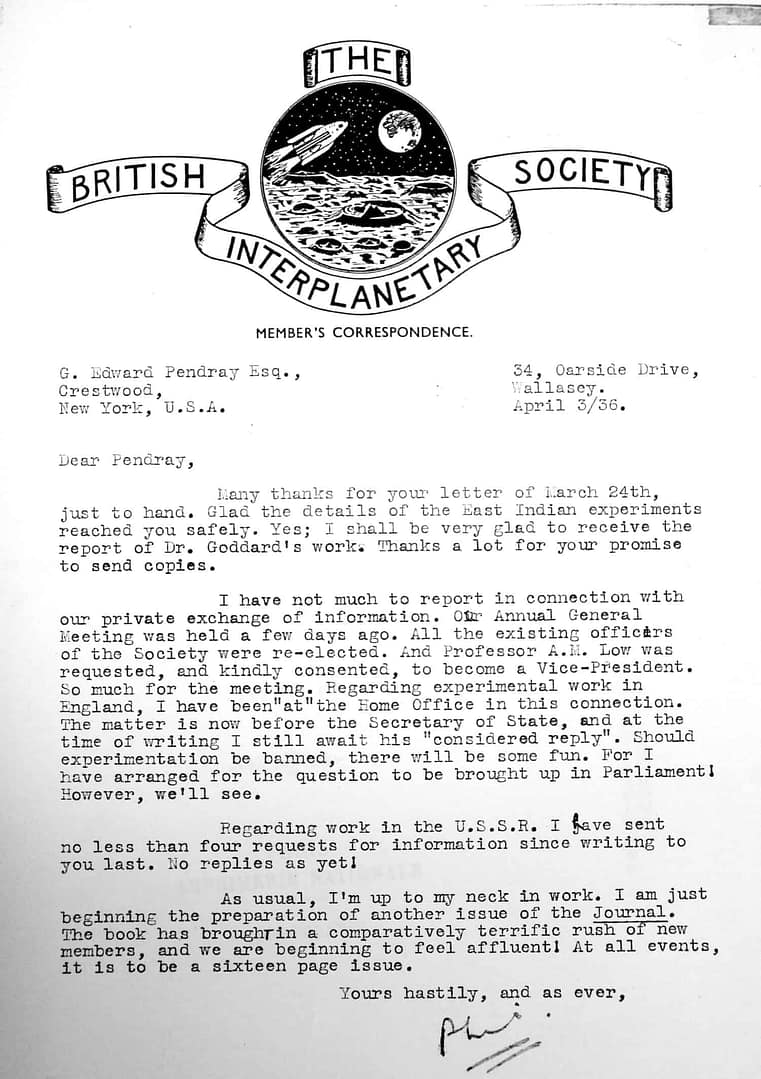 THE
BRITISH
INTERPLANETARY
SOCIETY
MEMBER'S CORRESPONDENCE.
G. Edward Pendray Esq.,
Crestwood,
New York, U.S.A.
34, Oarside Drive,
Wallasey.
April 3/36.
Dear Pendray,
Many thanks for your letter of March 24th,
just to hand. Glad the details of the East Indian experiments
reached you safely. Yes; I shall be very glad to receive the
report of Dr. Goddard's work. Thanks a lot for your promise
to send copies.
I have not much to report in connection with
our private exchange of information. Our Annual General
Meeting was held a few days ago. All the existing officers
of the Society were re-elected. And Professor A.M. Low was
requested, and kindly consented, to become a Vice-President.
So much for the meeting. Regarding experimental work in
England, I have been"at"the Home Office in this connection.
The matter is now before the Secretary of State, and at the
time of writing I still await his "considered reply". Should
experimentation be banned, there will be some fun. For I
have arranged for the question to be brought up in Parliament!
However, we'll see.
Regarding work in the U.S.S.R. I have sent
no less than four requests for information since writing to
you last. No replies as yet!
As usual, I'm up to my neck in work. I am just
beginning the preparation of another issue of the Journal.
The book has brought in a comparatively terrific rush of new
members, and we are beginning to feel affluent! At all events,
it is to be a sixteen page issue.
Yours hastily, and as ever,
Phil.